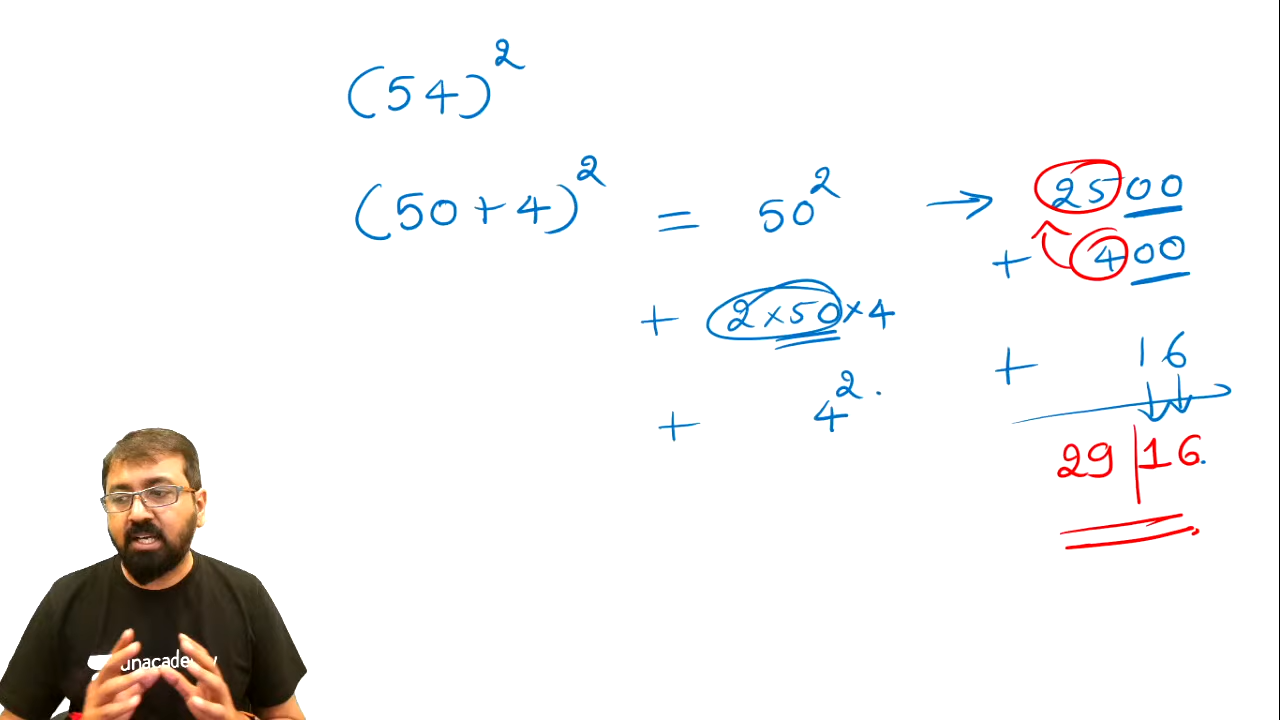 (54)²
(50+4)² = 50² → 2500
+ 2×50×4 + 400
+ 4². + 16
29|16.
unacademy